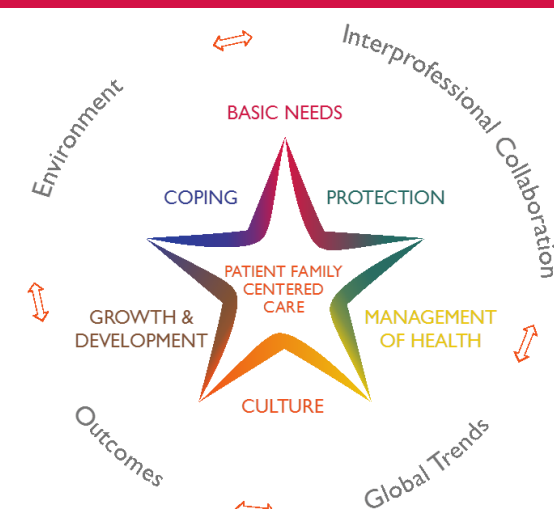 Environment
Interprofessional Collaboration
BASIC NEEDS
COPING
PROTECTION
PATIENT FAMILY
CENTERED
CARE
GROWTH &
DEVELOPMENT
MANAGEMENT
OF HEALTH
CULTURE
Outcomes
Global Trends